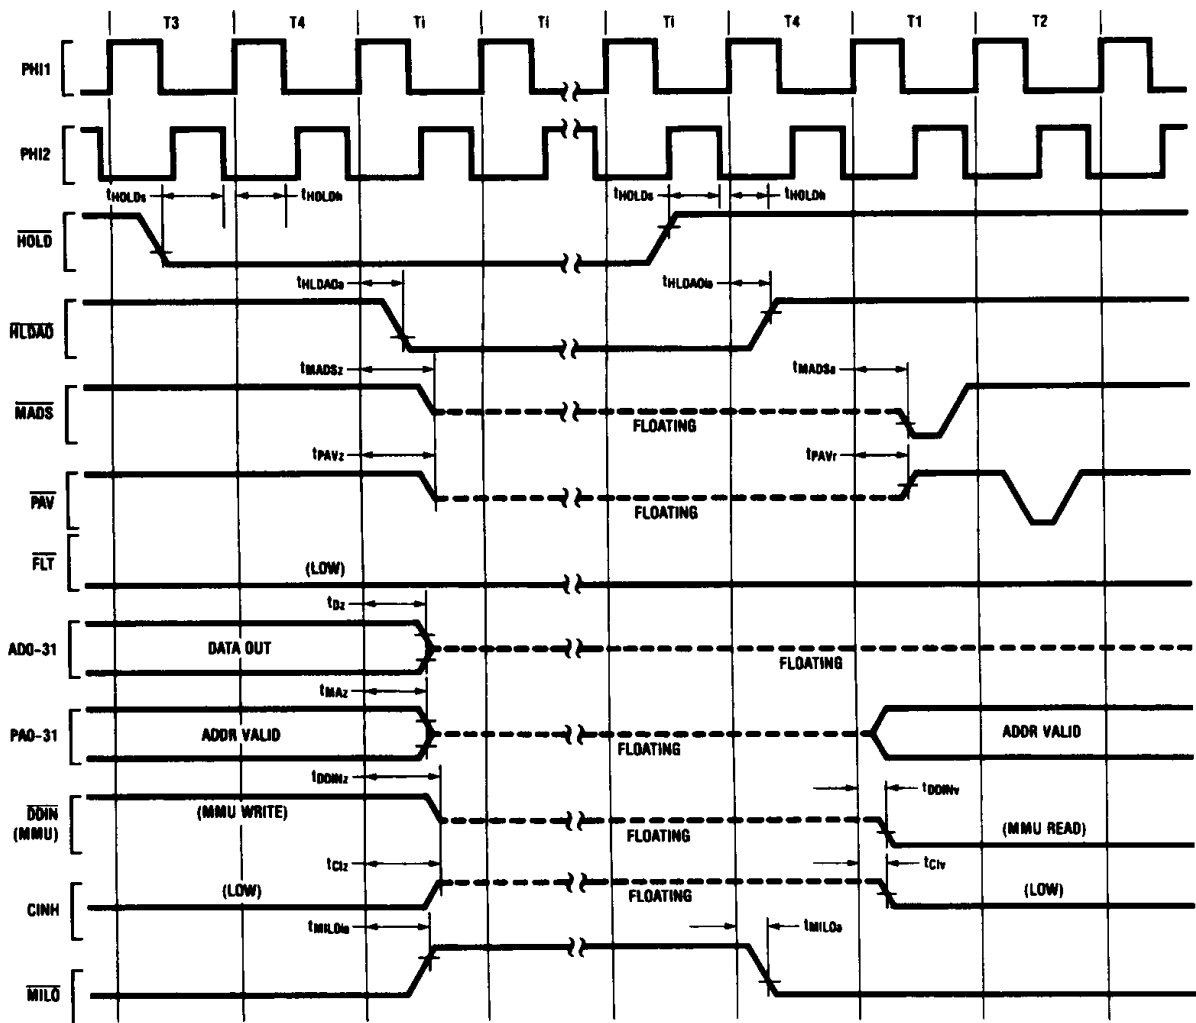 T3 T4 Ti Ti Ti T4 T1 T2
PHI1
PHI2
tHOLDs tHOLDh tHOLDs tHOLDh
HOLD
tHLDAOa tHLDAOia
HLDAO
tMADSz tMADSa
MADS
FLOATING
tPAVz tPAVr
PAV
FLOATING
FLT
(LOW)
tDz
AD0-31 DATA OUT
FLOATING
tMAz
PA0-31 ADDR VALID ADDR VALID
FLOATING
tDDINz tDDINv
DDIN
(MMU) (MMU WRITE) FLOATING (MMU READ)
tCIz tCIv
(LOW) FLOATING (LOW)
CINH
tMILOia tMILOa
MILO